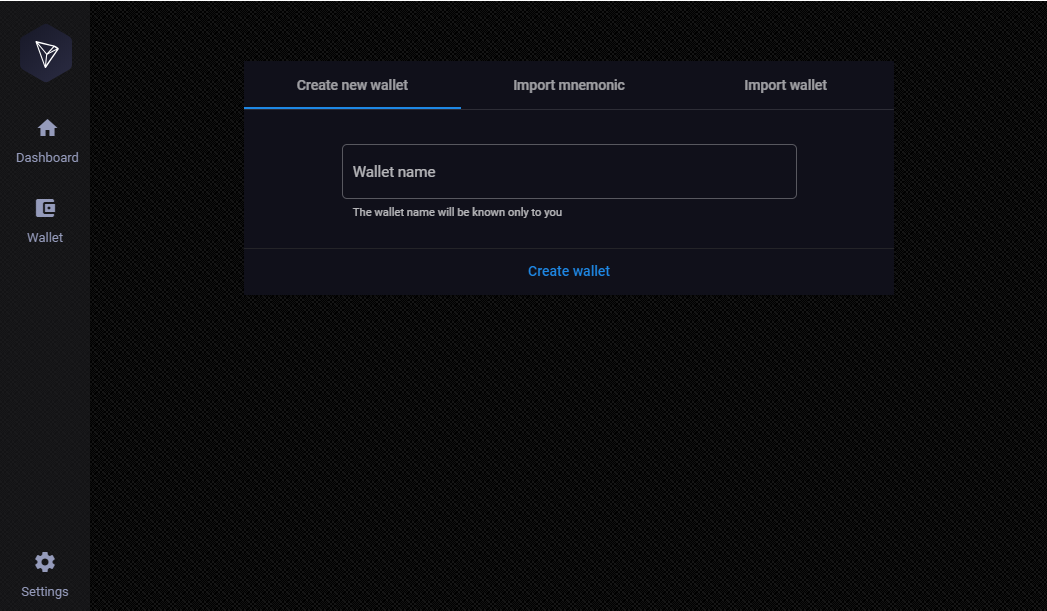 Dashboard
Wallet
Settings
Create new wallet
Import mnemonic
Import wallet
Wallet name
The wallet name will be known only to you
Create wallet